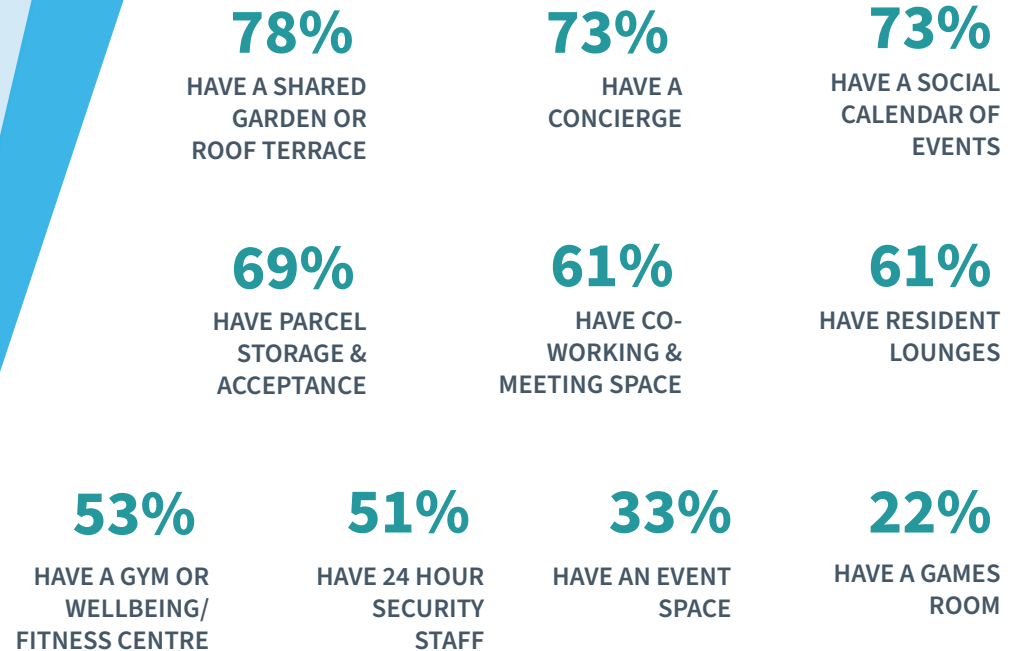 78%
HAVE A SHARED
GARDEN OR
ROOF TERRACE
73%
HAVE A
CONCIERGE
73%
HAVE A SOCIAL
CALENDAR OF
EVENTS
69%
HAVE PARCEL
STORAGE &
ACCEPTANCE
61%
HAVE CO-
WORKING &
MEETING SPACE
61%
HAVE RESIDENT
LOUNGES
53%
HAVE A GYM OR
WELLBEING/
FITNESS CENTRE
51%
HAVE 24 HOUR
SECURITY
STAFF
33%
HAVE AN EVENT
SPACE
22%
HAVE A GAMES
ROOM